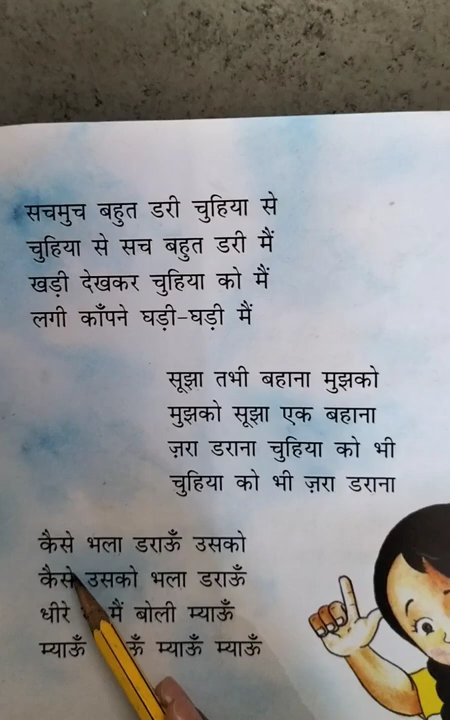 सचमुच बहुत डरी चुहिया से
चुहिया से सच बहुत डरी मैं
खड़ी देखकर चुहिया को मैं
लगी काँपने घड़ी-घड़ी मैं
सूझा तभी बहाना मुझको
मुझको सूझा एक बहाना
ज़रा डराना चुहिया को भी
चुहिया को भी ज़रा डराना
कैसे भला डराऊँ उसको
कैसे उसको भला डराऊँ
धीरे मैं बोली म्याऊँ
म्याऊँ म्याऊँ म्याऊँ